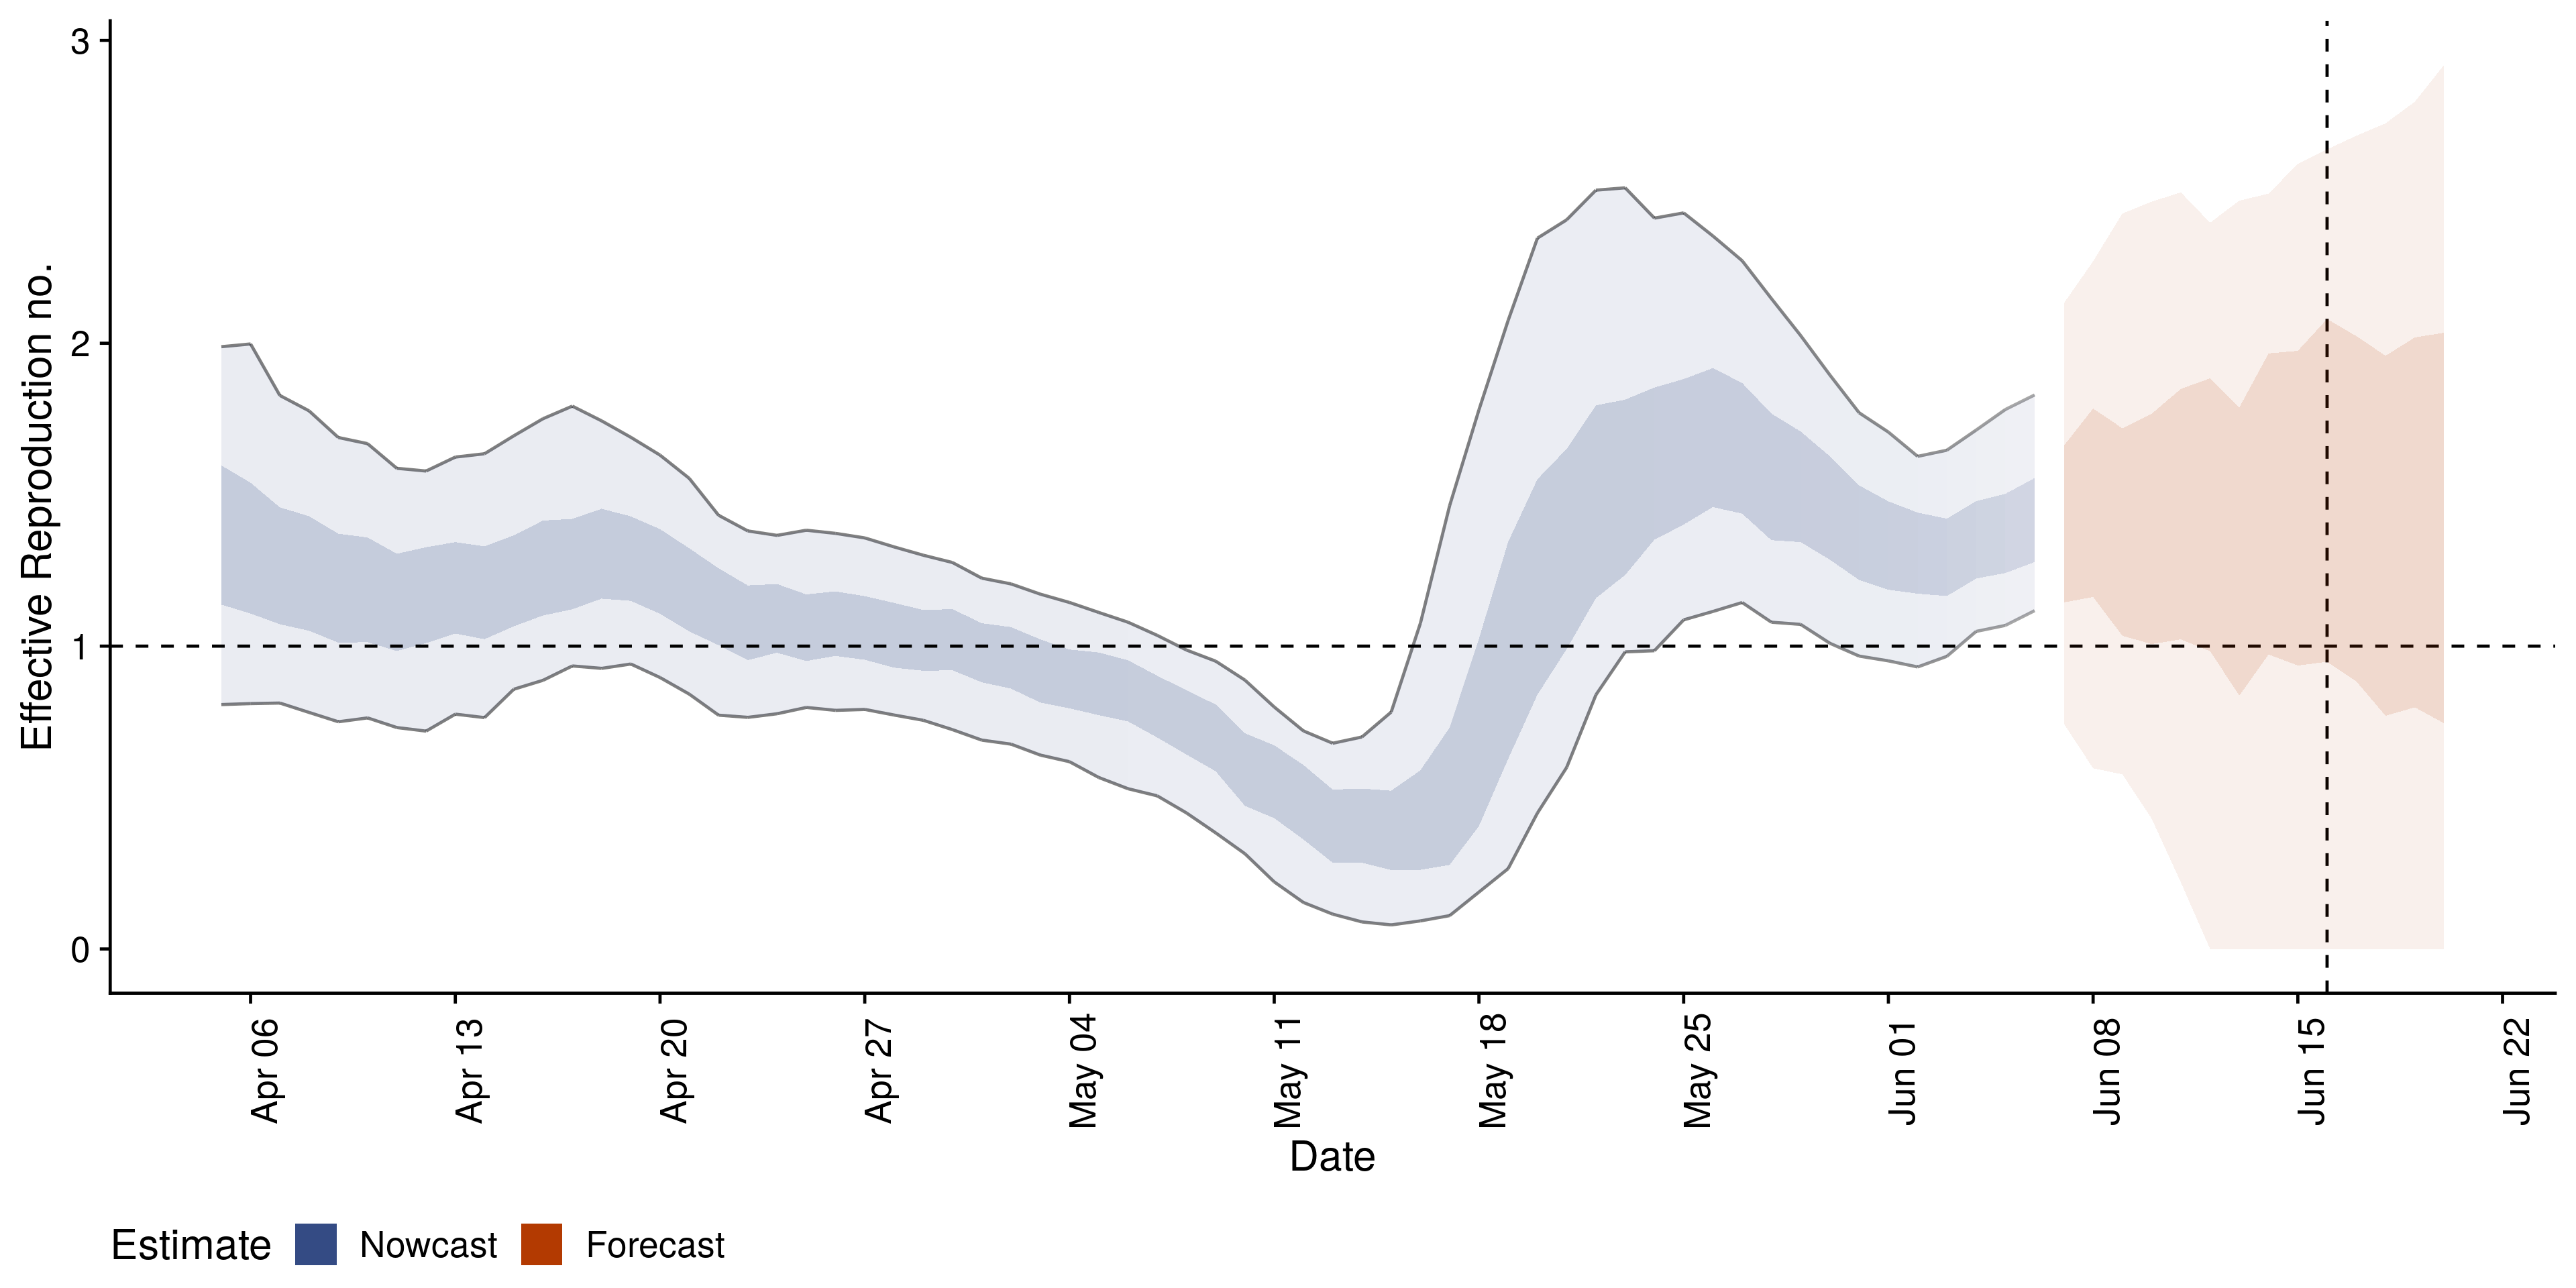 Effective Reproduction no.
3
2
1
0
Apr 06
Apr 13
Apr 20
Apr 27
May 04
May 11
May 18
May 25
Jun 01
Jun 08
Jun 15
Jun 22
Date
Estimate Nowcast Forecast